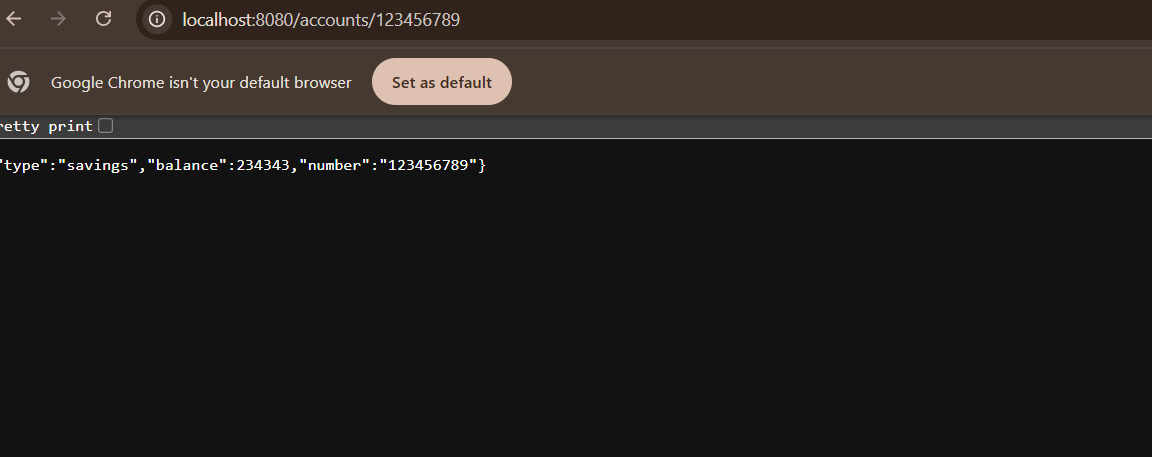 localhost:8080/accounts/123456789
Google Chrome isn't your default browser
Set as default
retty print
"type":"savings","balance":234343,"number":"123456789"}